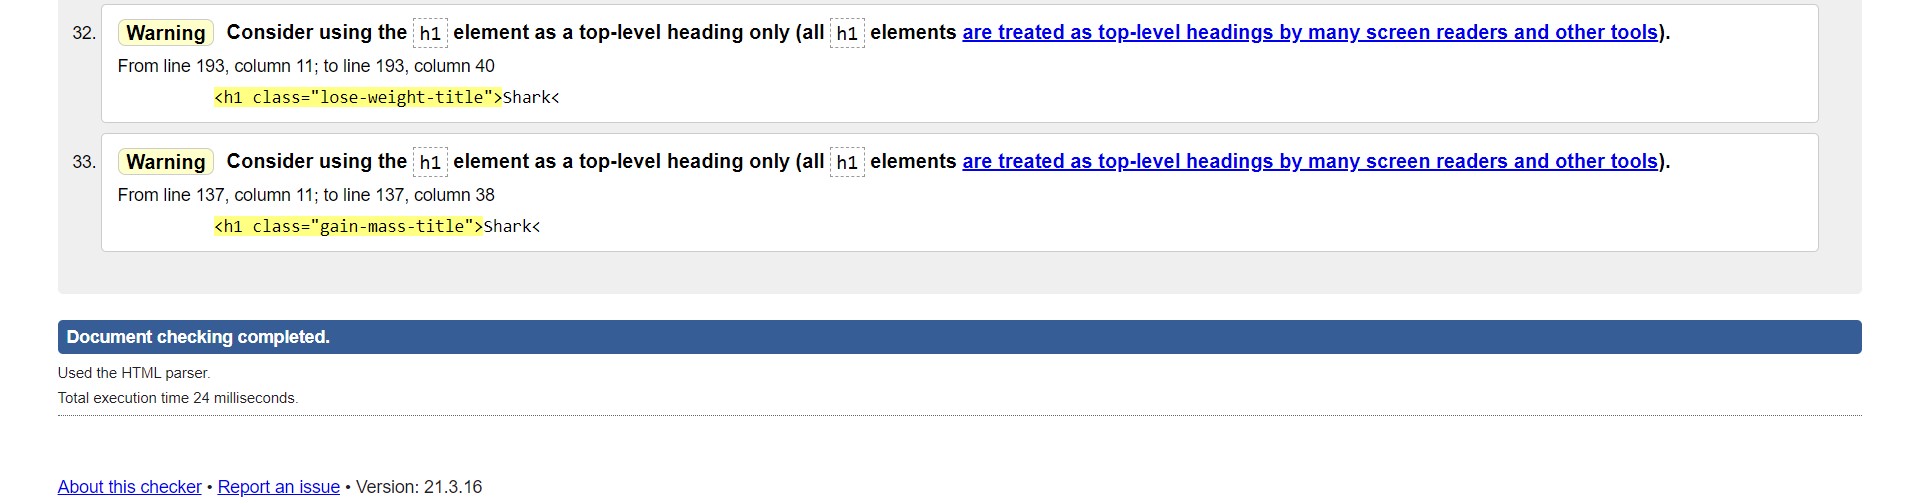 32. Warning Consider using the h1 element as a top-level heading only (all h1 elements are treated as top-level headings by many screen readers and other tools).
From line 193, column 11; to line 193, column 40
<h1 class="lose-weight-title">Shark<
33. Warning Consider using the h1 element as a top-level heading only (all h1 elements are treated as top-level headings by many screen readers and other tools).
From line 137, column 11; to line 137, column 38
<h1 class="gain-mass-title">Shark<
Document checking completed.
Used the HTML parser.
Total execution time 24 milliseconds.
About this checker • Report an issue • Version: 21.3.16